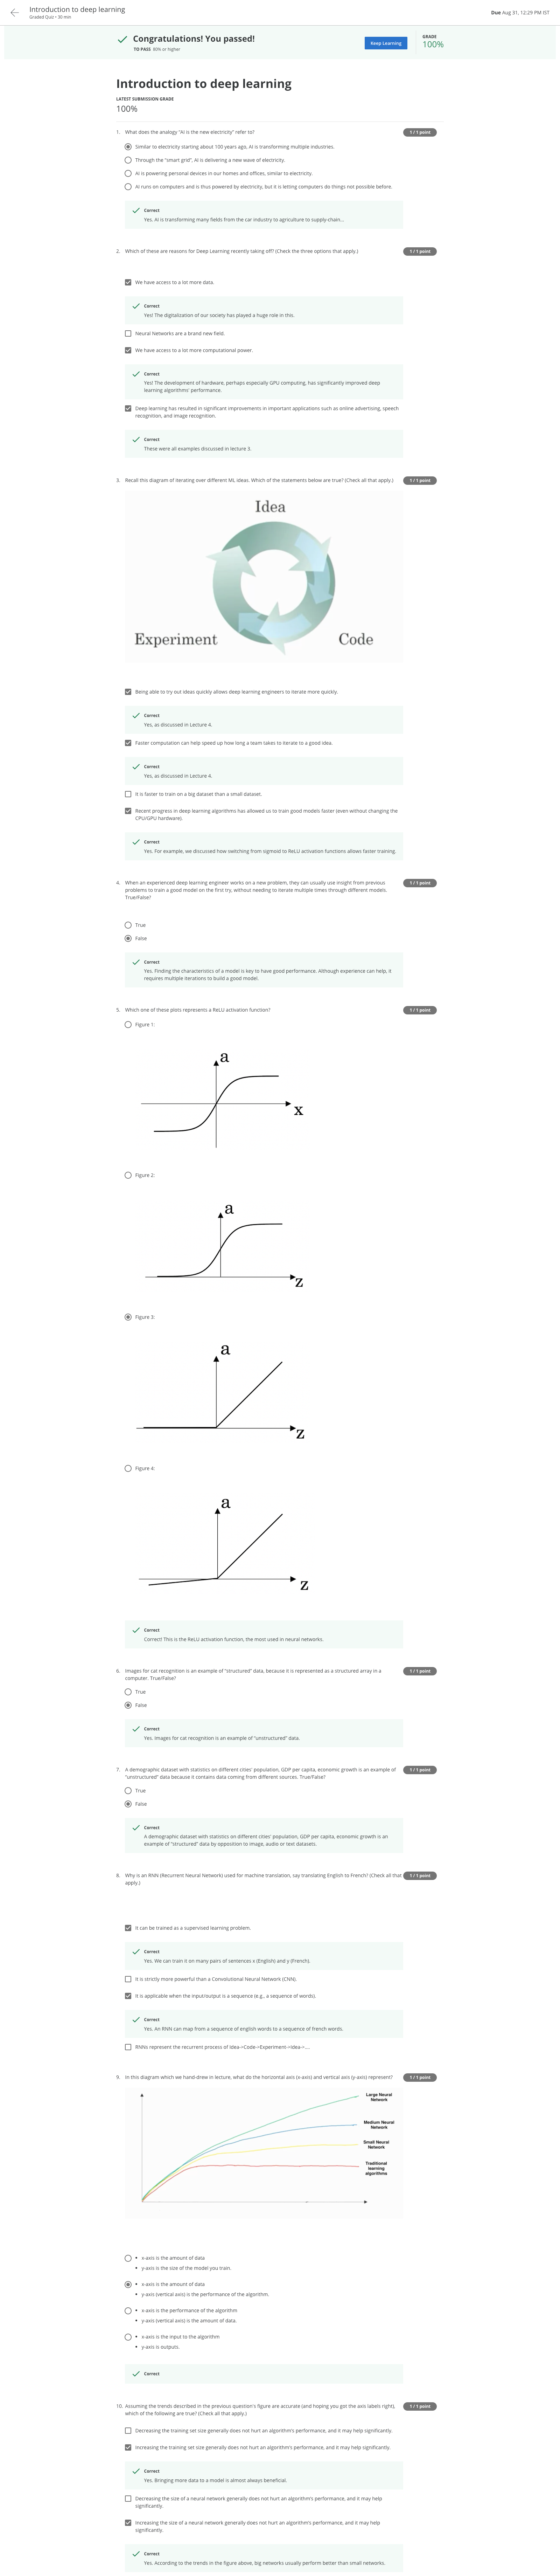 Introduction to deep learning
Graded Quiz • 30 min
Due Aug 31, 12:29 PM IST
Congratulations! You passed!
TO PASS 80% or higher
Keep Learning
GRADE
100%
Introduction to deep learning
LATEST SUBMISSION GRADE
100%
1. What does the analogy "AI is the new electricity" refer to?
1 / 1 point
Similar to electricity starting about 100 years ago, AI is transforming multiple industries.
Through the "smart grid", AI is delivering a new wave of electricity.
AI is powering personal devices in our homes and offices, similar to electricity.
AI runs on computers and is thus powered by electricity, but it is letting computers do things not possible before.
Correct
Yes. AI is transforming many fields from the car industry to agriculture to supply-chain...
2. Which of these are reasons for Deep Learning recently taking off? (Check the three options that apply.)
1 / 1 point
We have access to a lot more data.
Correct
Yes! The digitalization of our society has played a huge role in this.
Neural Networks are a brand new field.
We have access to a lot more computational power.
Correct
Yes! The development of hardware, perhaps especially GPU computing, has significantly improved deep
learning algorithms' performance.
Deep learning has resulted in significant improvements in important applications such as online advertising, speech
recognition, and image recognition.
Correct
These were all examples discussed in lecture 3.
3. Recall this diagram of iterating over different ML ideas. Which of the statements below are true? (Check all that apply.)
1 / 1 point
Idea
Experiment
Code
Being able to try out ideas quickly allows deep learning engineers to iterate more quickly.
Correct
Yes, as discussed in Lecture 4.
Faster computation can help speed up how long a team takes to iterate to a good idea.
Correct
Yes, as discussed in Lecture 4.
It is faster to train on a big dataset than a small dataset.
Recent progress in deep learning algorithms has allowed us to train good models faster (even without changing the
CPU/GPU hardware).
Correct
Yes. For example, we discussed how switching from sigmoid to ReLU activation functions allows faster training.
4. When an experienced deep learning engineer works on a new problem, they can usually use insight from previous
problems to train a good model on the first try, without needing to iterate multiple times through different models.
True/False?
1 / 1 point
True
False
Correct
Yes. Finding the characteristics of a model is key to have good performance. Although experience can help, it
requires multiple iterations to build a good model.
5. Which one of these plots represents a ReLU activation function?
1 / 1 point
Figure 1:
a
x
Figure 2:
a
z
Figure 3:
a
z
Figure 4:
a
z
Correct
Correct! This is the ReLU activation function, the most used in neural networks.
6. Images for cat recognition is an example of "structured" data, because it is represented as a structured array in a
computer. True/False?
1 / 1 point
True
False
Correct
Yes. Images for cat recognition is an example of "unstructured" data.
7. A demographic dataset with statistics on different cities' population, GDP per capita, economic growth is an example of
"unstructured" data because it contains data coming from different sources. True/False?
1 / 1 point
True
False
Correct
A demographic dataset with statistics on different cities' population, GDP per capita, economic growth is an
example of "structured" data by opposition to image, audio or text datasets.
8. Why is an RNN (Recurrent Neural Network) used for machine translation, say translating English to French? (Check all that
apply.)
1 / 1 point
It can be trained as a supervised learning problem.
Correct
Yes. We can train it on many pairs of sentences x (English) and y (French).
It is strictly more powerful than a Convolutional Neural Network (CNN).
It is applicable when the input/output is a sequence (e.g., a sequence of words).
Correct
Yes. An RNN can map from a sequence of english words to a sequence of french words.
RNNs represent the recurrent process of Idea->Code->Experiment->Idea->....
9. In this diagram which we hand-drew in lecture, what do the horizontal axis (x-axis) and vertical axis (y-axis) represent?
1 / 1 point
Large Neural
Network
Medium Neural
Network
Small Neural
Network
Traditional
learning
algorithms
• x-axis is the amount of data
• y-axis is the size of the model you train.
• x-axis is the amount of data
• y-axis (vertical axis) is the performance of the algorithm.
• x-axis is the performance of the algorithm
• y-axis (vertical axis) is the amount of data.
• x-axis is the input to the algorithm
• y-axis is outputs.
Correct
10. Assuming the trends described in the previous question's figure are accurate (and hoping you got the axis labels right),
which of the following are true? (Check all that apply.)
1 / 1 point
Decreasing the training set size generally does not hurt an algorithm's performance, and it may help significantly.
Increasing the training set size generally does not hurt an algorithm's performance, and it may help significantly.
Correct
Yes. Bringing more data to a model is almost always beneficial.
Decreasing the size of a neural network generally does not hurt an algorithm's performance, and it may help
significantly.
Increasing the size of a neural network generally does not hurt an algorithm's performance, and it may help
significantly.
Correct
Yes. According to the trends in the figure above, big networks usually perform better than small networks.